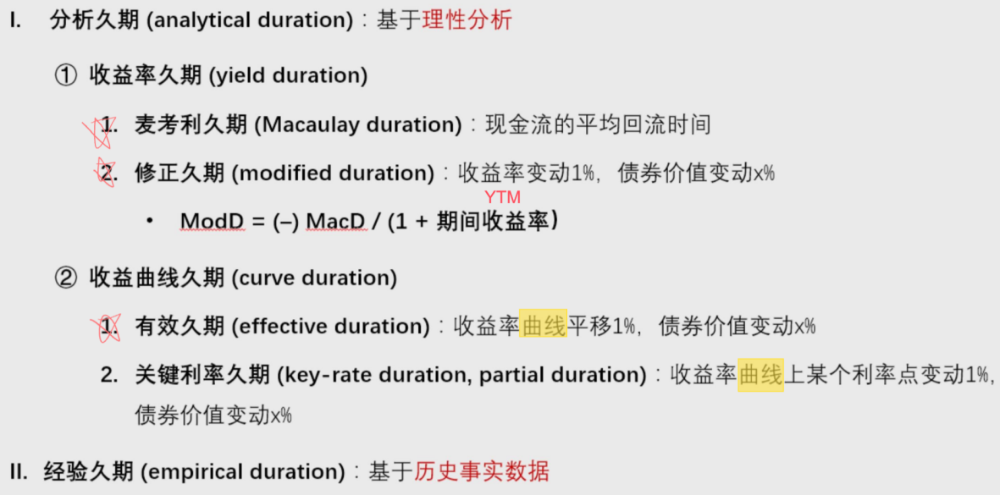 I. 分析久期 (analytical duration)：基于理性分析
① 收益率久期 (yield duration)
1. 麦考利久期 (Macaulay duration)：现金流的平均回流时间
2. 修正久期 (modified duration)：收益率变动1%，债券价值变动x%
YTM
• ModD = (–) MacD / (1 + 期间收益率)
② 收益曲线久期 (curve duration)
1. 有效久期 (effective duration)：收益率曲线平移1%，债券价值变动x%
2. 关键利率久期 (key-rate duration, partial duration)：收益率曲线上某个利率点变动1%，
债券价值变动x%
II. 经验久期 (empirical duration)：基于历史事实数据